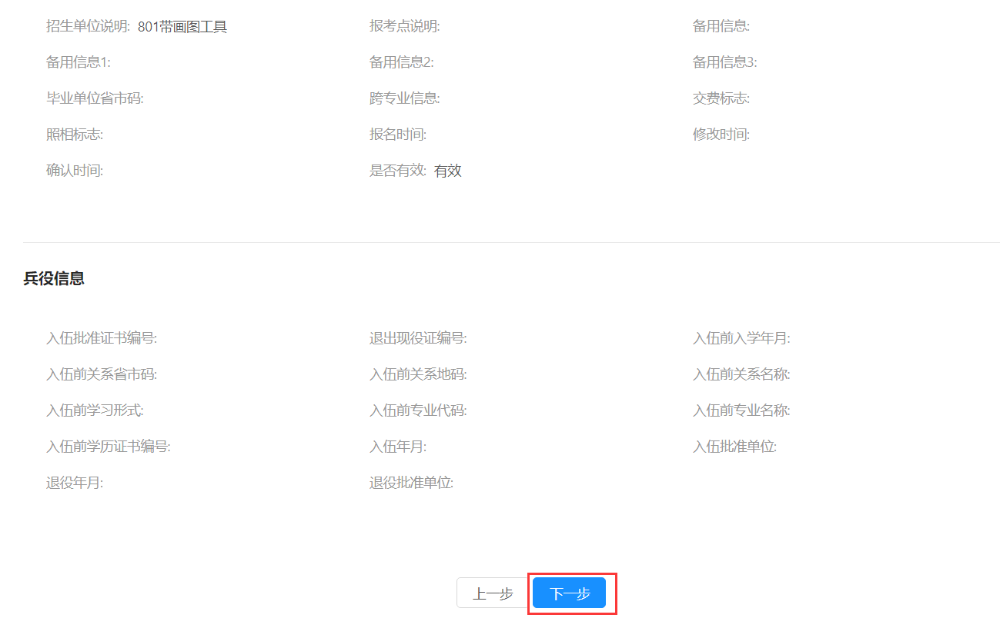 招生单位说明: 801带画图工具 报考点说明: 备用信息:
备用信息1: 备用信息2: 备用信息3:
毕业单位省市码: 跨专业信息: 交费标志:
照相标志: 报名时间: 修改时间:
确认时间: 是否有效: 有效
兵役信息
入伍批准证书编号: 退出现役证编号: 入伍前入学年月:
入伍前关系省市码: 入伍前关系地码: 入伍前关系名称:
入伍前学习形式: 入伍前专业代码: 入伍前专业名称:
入伍前学历证书编号: 入伍年月: 入伍批准单位:
退役年月: 退役批准单位:
上一步 下一步